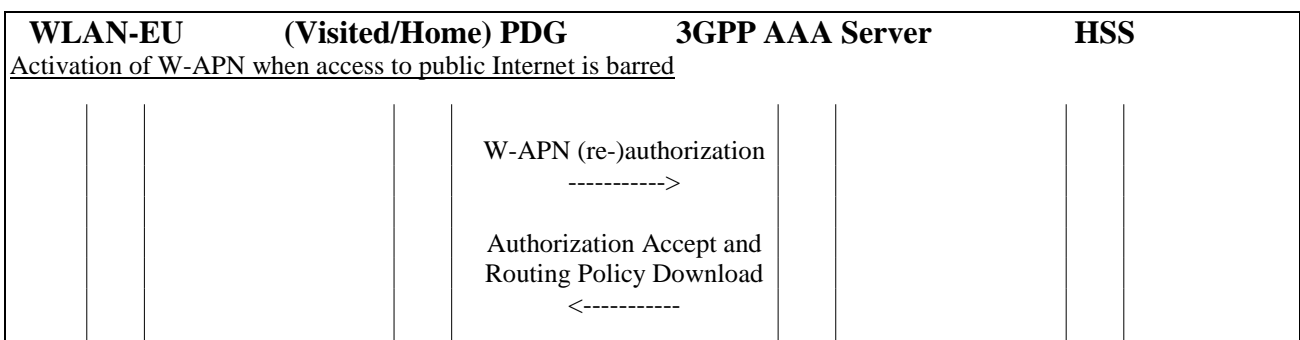 WLAN-EU (Visited/Home) PDG 3GPP AAA Server HSS
Activation of W-APN when access to public Internet is barred
W-APN (re-)authorization
----------->
Authorization Accept and
Routing Policy Download
<-----------